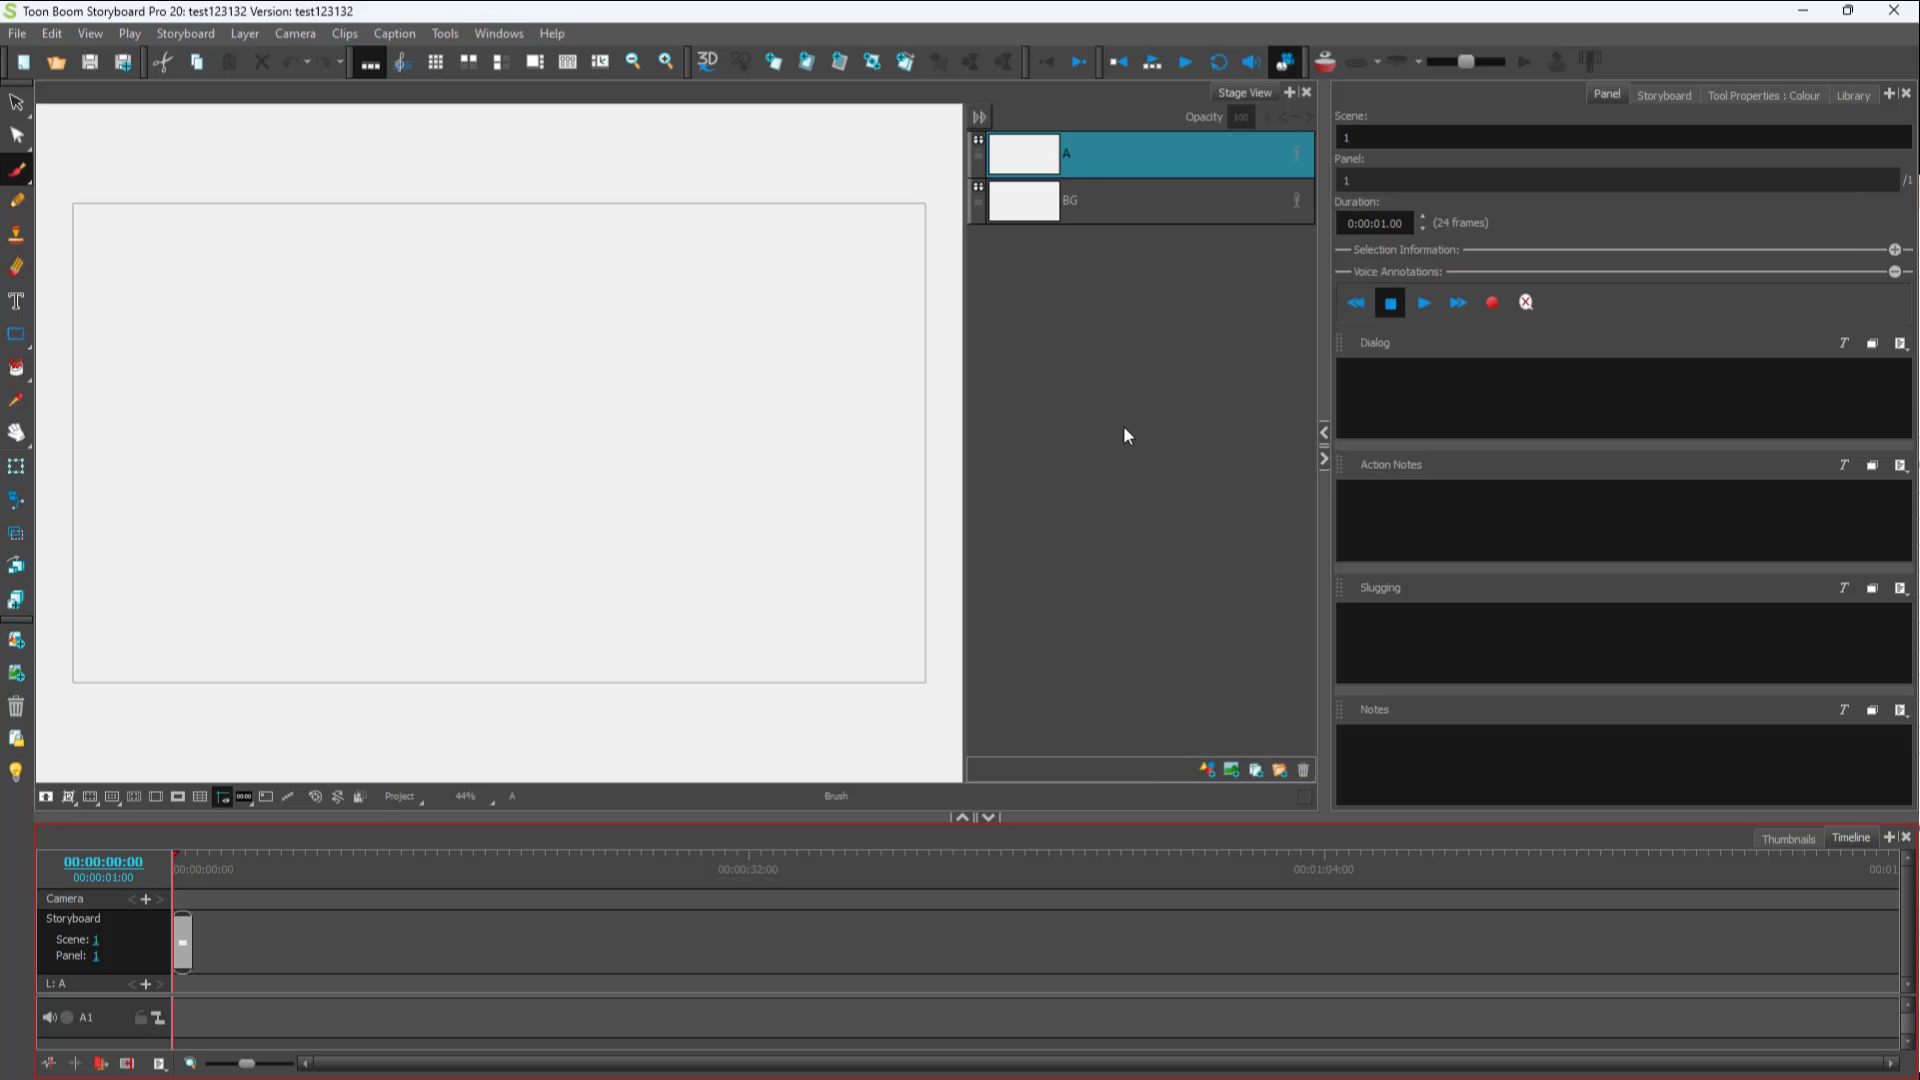 Toon Boom Storyboard Pro 20: test123132 Version: test123132
File Edit View Play Storyboard Layer Camera Clips Caption Tools Windows Help
3D
Stage View
Opacity 100
A
BG
Panel Storyboard Tool Properties : Colour Library
Scene:
1
Panel:
1 /1
Duration:
0:00:01.00 (24 frames)
Selection Information:
Voice Annotations:
Dialog
Action Notes
Slugging
Notes
Project 44% A Brush
Thumbnails Timeline
00:00:00:00
00:00:01:00
00:00:00:00 00:00:32:00 00:01:04:00 00:01
Camera
Storyboard
Scene: 1
Panel: 1
L: A
A1